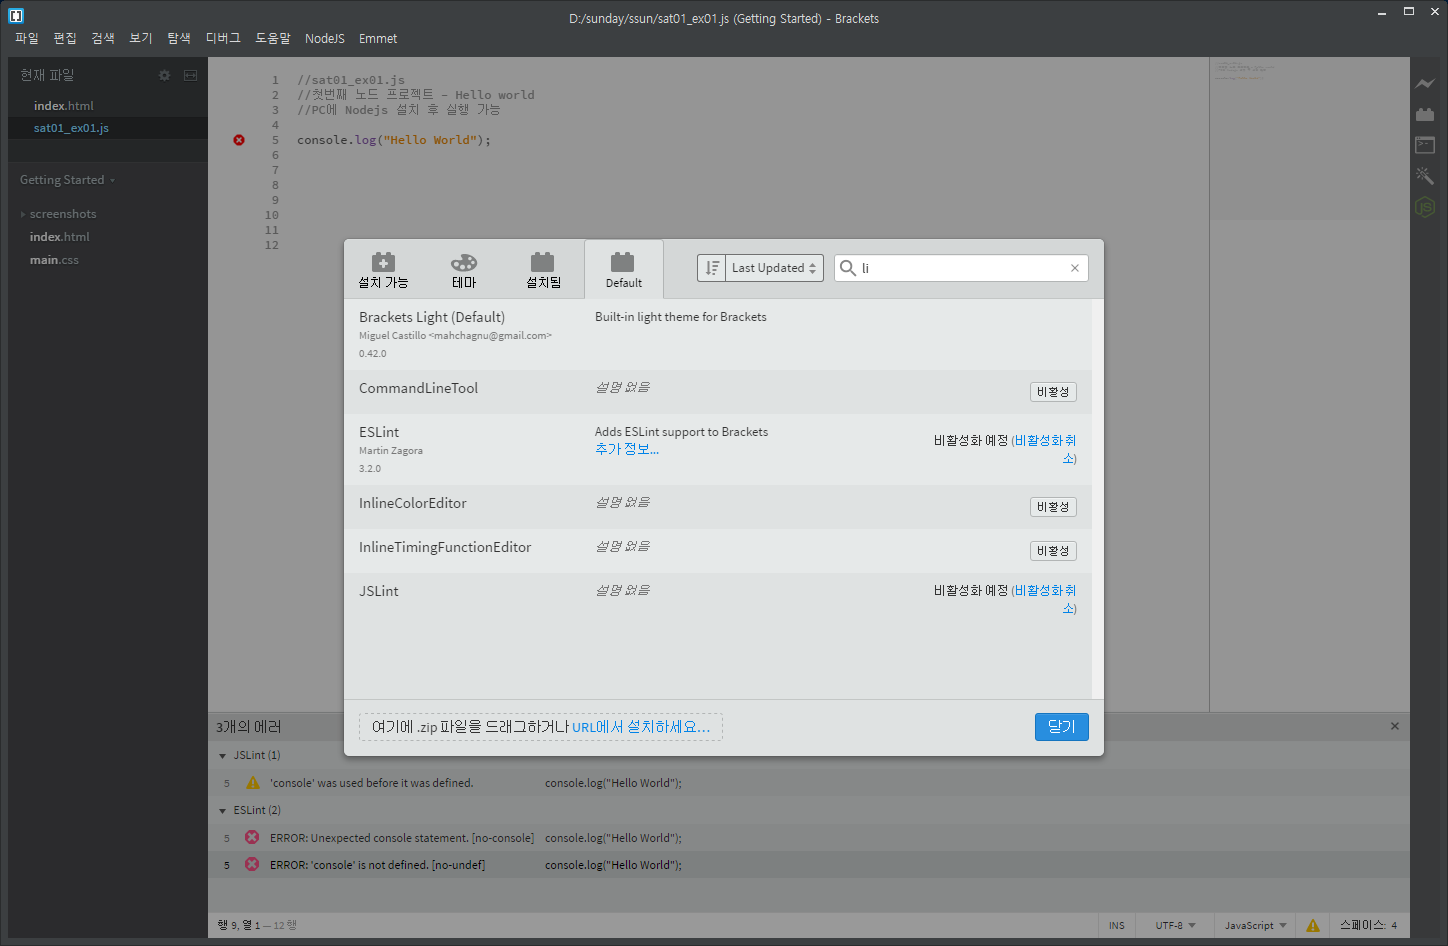 D:/sunday/ssun/sat01_ex01.js (Getting Started) - Brackets
파일 편집 검색 보기 탐색 디버그 도움말 NodeJS Emmet
현재 파일
index.html
sat01_ex01.js
Getting Started
screenshots
index.html
main.css
1 //sat01_ex01.js
2 //첫번째 노드 프로젝트 - Hello world
3 //PC에 Nodejs 설치 후 실행 가능
4
5 console.log("Hello World");
6
7
8
9
10
11
12
설치 가능 테마 설치됨 Default Last Updated li
Brackets Light (Default) Built-in light theme for Brackets
Miguel Castillo <mahchagnu@gmail.com>
0.42.0
CommandLineTool 설명 없음 비활성
ESLint Adds ESLint support to Brackets 비활성화 예정 (비활성화 취
Martin Zagora 추가 정보... 소)
3.2.0
InlineColorEditor 설명 없음 비활성
InlineTimingFunctionEditor 설명 없음 비활성
JSLint 설명 없음 비활성화 예정 (비활성화 취
소)
여기에 .zip 파일을 드래그하거나 URL에서 설치하세요... 닫기
3개의 에러
JSLint (1)
5 'console' was used before it was defined. console.log("Hello World");
ESLint (2)
5 ERROR: Unexpected console statement. [no-console] console.log("Hello World");
5 ERROR: 'console' is not defined. [no-undef] console.log("Hello World");
행 9, 열 1 — 12 행 INS UTF-8 JavaScript 스페이스: 4